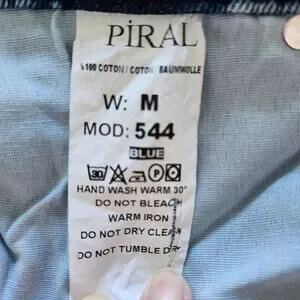 PİRAL
%100 COTON / COTON / BAUMWOLLE
W: M
MOD: 544
BLUE
30 A P O
HAND WASH WARM 30°
DO NOT BLEACH
WARM IRON
DO NOT DRY CLEAN
DO NOT TUMBLE DRY